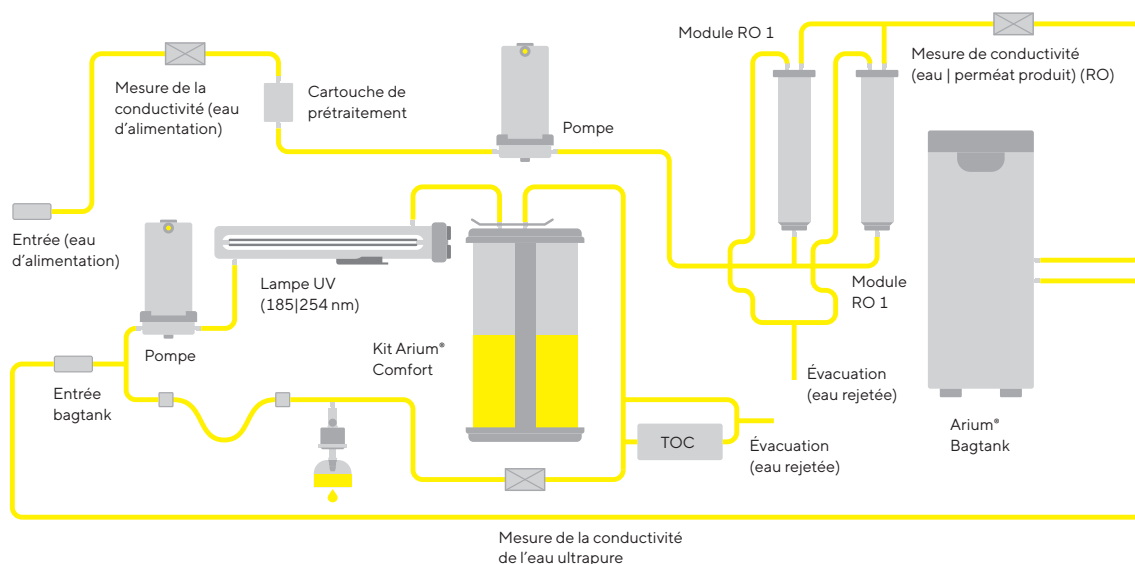 Module RO 1
Mesure de conductivité
(eau | perméat produit) (RO)
Mesure de la
conductivité (eau
d'alimentation)
Cartouche de
prétraitement
Pompe
Entrée (eau
d'alimentation)
Lampe UV
(185|254 nm)
Module
RO 1
Pompe
Kit Arium®
Comfort
Entrée
bagtank
Évacuation
(eau rejetée)
Arium®
Bagtank
TOC
Évacuation
(eau rejetée)
Mesure de la conductivité
de l'eau ultrapure